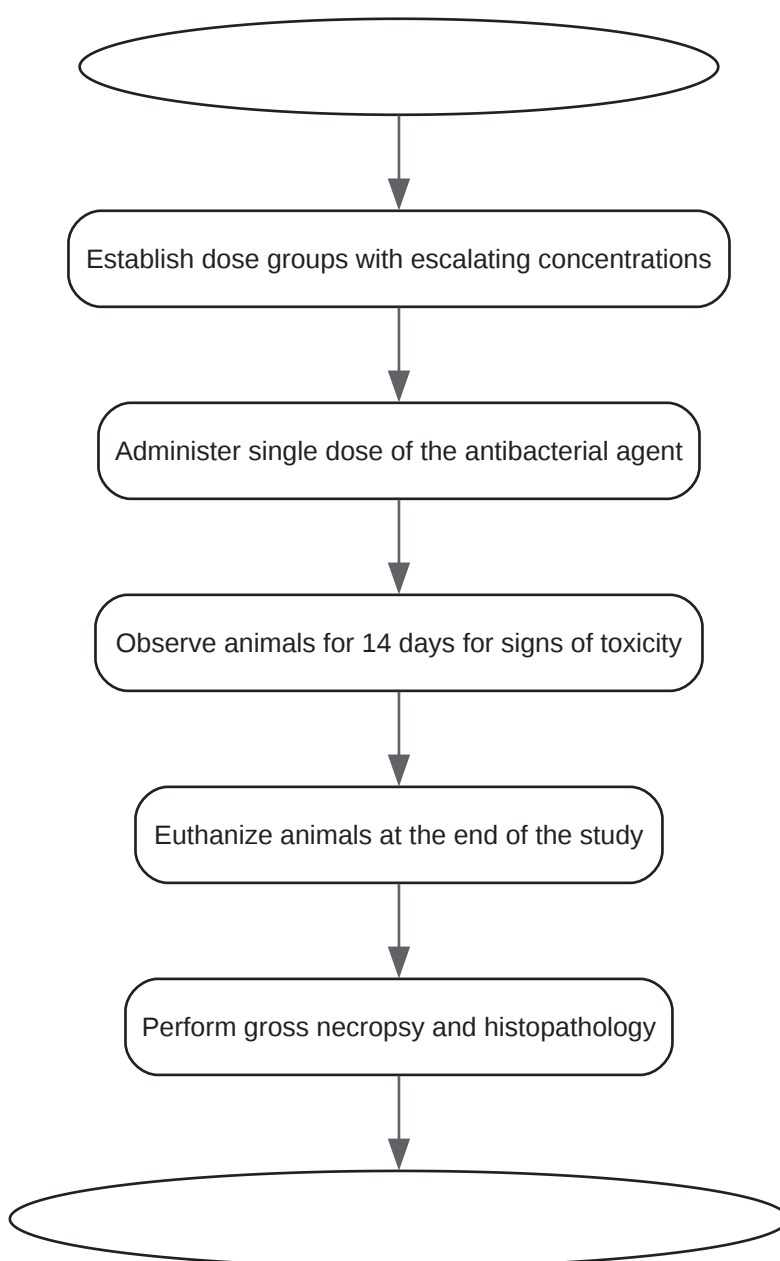 Establish dose groups with escalating concentrations
Administer single dose of the antibacterial agent
Observe animals for 14 days for signs of toxicity
Euthanize animals at the end of the study
Perform gross necropsy and histopathology